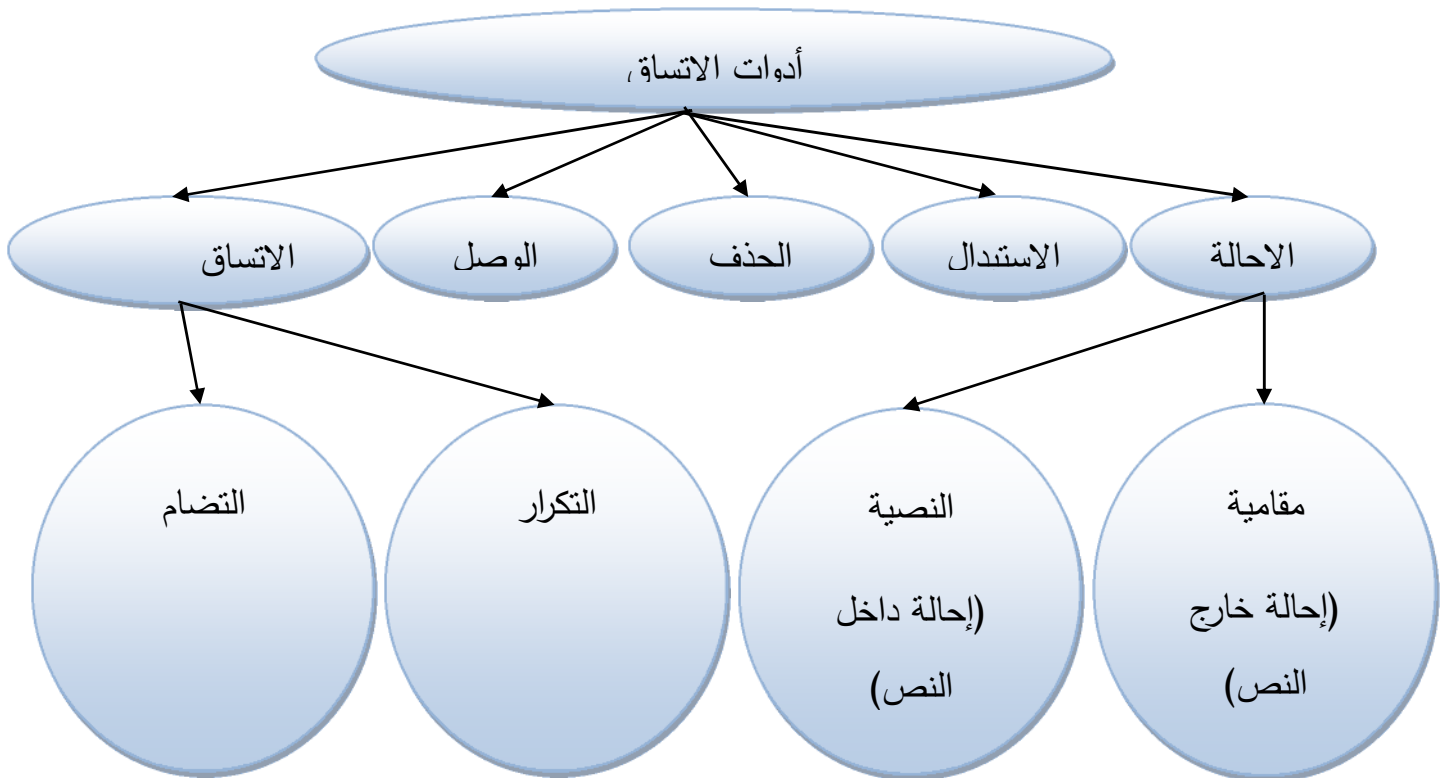 أدوات الاتساق
الاحالة
الاستبدال
الحذف
الوصل
الاتساق
مقامية
(إحالة خارج
النص)
النصية
(إحالة داخل
النص)
التكرار
التضام